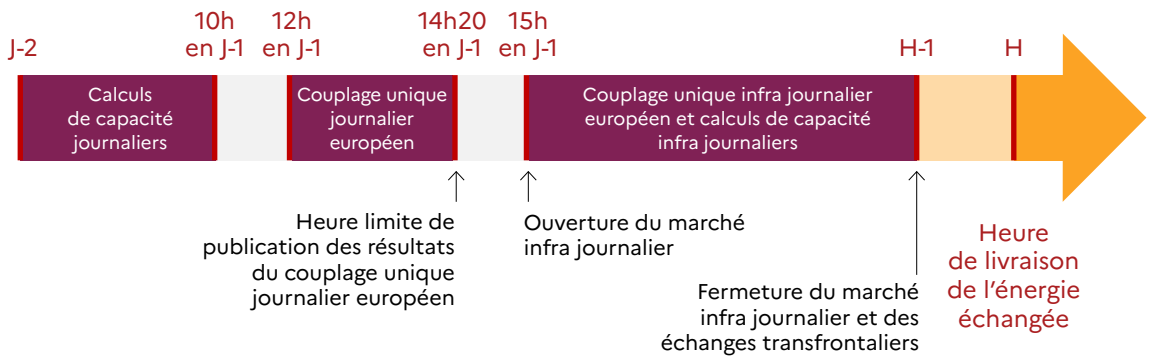 J-2
10h
en J-1
12h
en J-1
14h20
en J-1
15h
en J-1
H-1
H
Calculs
de capacité
journaliers
Couplage unique
journalier
européen
Couplage unique infra journalier
européen et calculs de capacité
infra journaliers
Heure limite de
publication des résultats
du couplage unique
journalier européen
Ouverture du marché
infra journalier
Fermeture du marché
infra journalier et des
échanges transfrontaliers
Heure
de livraison
de l’énergie
échangée